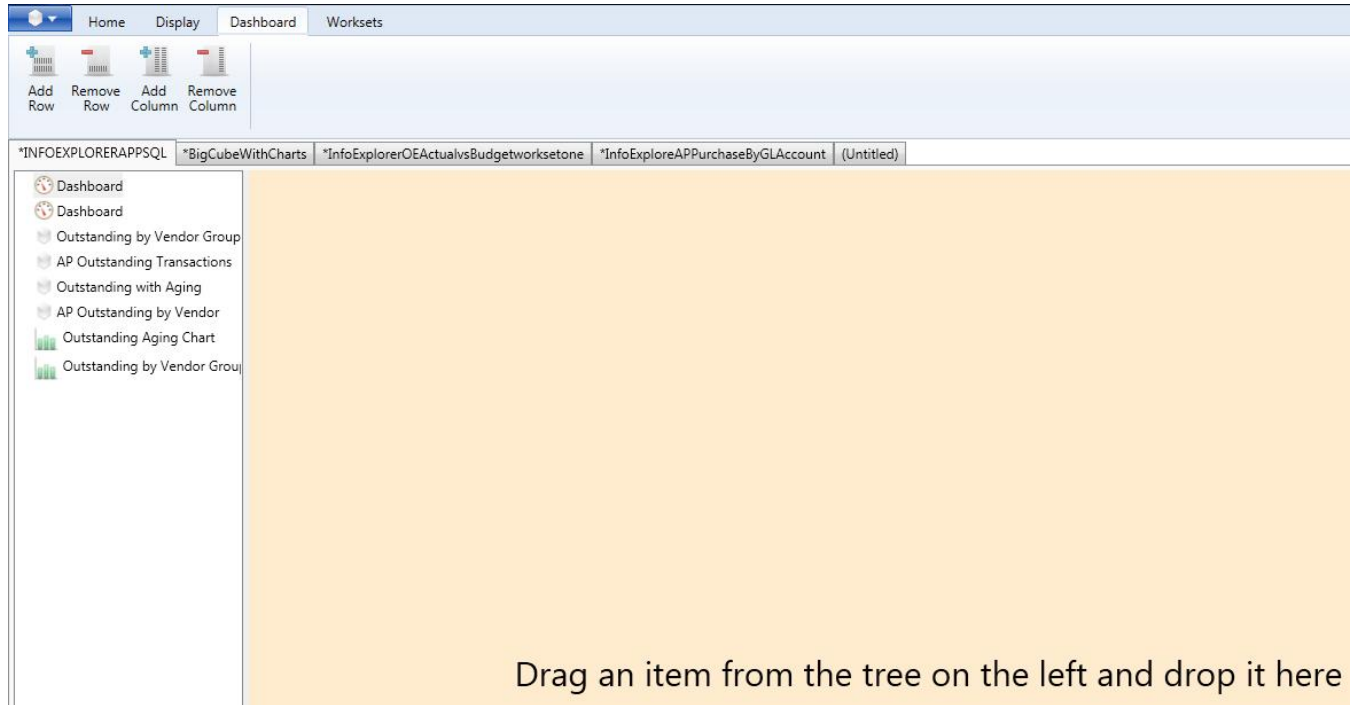 Home Display Dashboard Worksets
Add Row Remove Row Add Column Remove Column
*INFOEXPLORERAPPSQL *BigCubeWithCharts *InfoExplorerOEActualvsBudgetworksetone *InfoExploreAPPurchaseByGLAccount (Untitled)
Dashboard
Dashboard
Outstanding by Vendor Group
AP Outstanding Transactions
Outstanding with Aging
AP Outstanding by Vendor
Outstanding Aging Chart
Outstanding by Vendor Grou
Drag an item from the tree on the left and drop it here